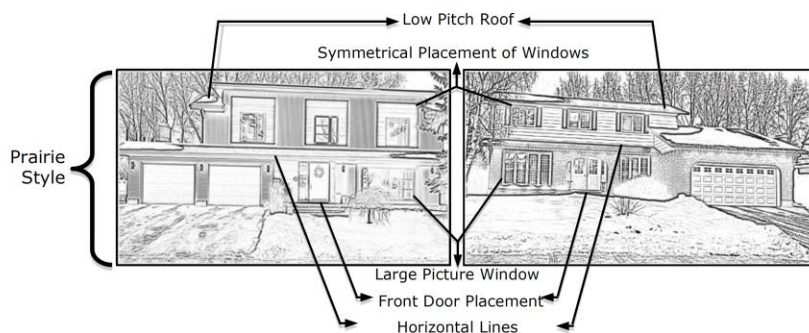 Low Pitch Roof
Symmetrical Placement of Windows
Prairie
Style
Large Picture Window
Front Door Placement
Horizontal Lines